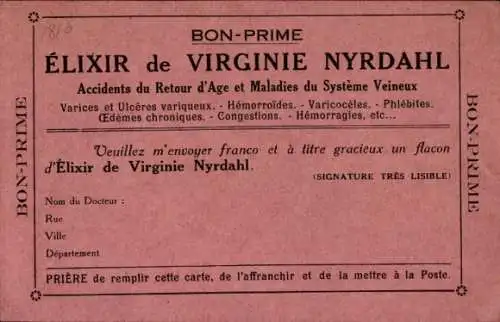 BON-PRIME
ÉLIXIR de VIRGINIE NYRDAHL
Accidents du Retour d'Age et Maladies du Système Veineux
Varices et Ulcères variqueux. - Hémorroïdes. - Varicocèles. - Phlébites.
Œdèmes chroniques. - Congestions. - Hémorragies, etc...
Veuillez m'envoyer franco et à titre gracieux un flacon
d'Élixir de Virginie Nyrdahl.
(SIGNATURE TRÈS LISIBLE)
Nom du Docteur :
Rue
Ville
Département
PRIÈRE de remplir cette carte, de l'affranchir et de la mettre à la Poste.
BON-PRIME
BON-PRIME